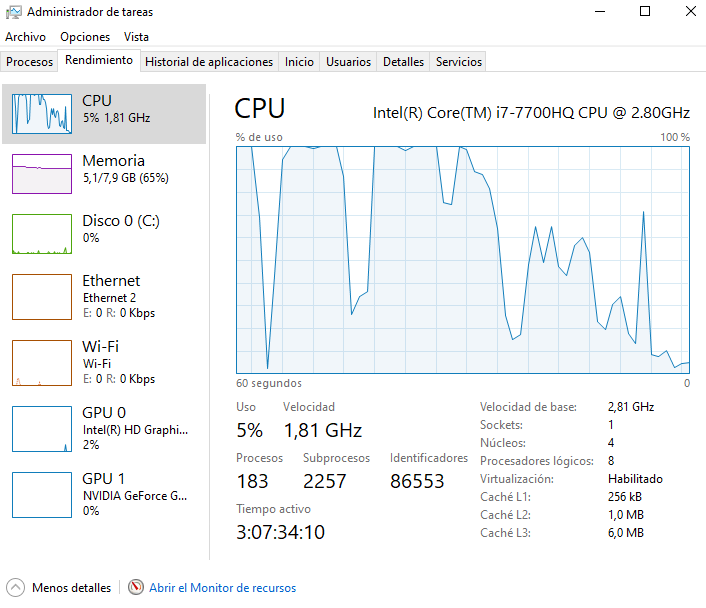 Administrador de tareas
Archivo Opciones Vista
Procesos Rendimiento Historial de aplicaciones Inicio Usuarios Detalles Servicios
CPU
5% 1,81 GHz
Memoria
5,1/7,9 GB (65%)
Disco 0 (C:)
0%
Ethernet
Ethernet 2
E: 0 R: 0 Kbps
Wi-Fi
Wi-Fi
E: 0 R: 0 Kbps
GPU 0
Intel(R) HD Graphi...
2%
GPU 1
NVIDIA GeForce G...
0%
CPU
Intel(R) Core(TM) i7-7700HQ CPU @ 2.80GHz
% de uso 100 %
60 segundos 0
Uso Velocidad
5% 1,81 GHz
Procesos Subprocesos Identificadores
183 2257 86553
Tiempo activo
3:07:34:10
Velocidad de base: 2,81 GHz
Sockets: 1
Núcleos: 4
Procesadores lógicos: 8
Virtualización: Habilitado
Caché L1: 256 kB
Caché L2: 1,0 MB
Caché L3: 6,0 MB
Menos detalles Abrir el Monitor de recursos